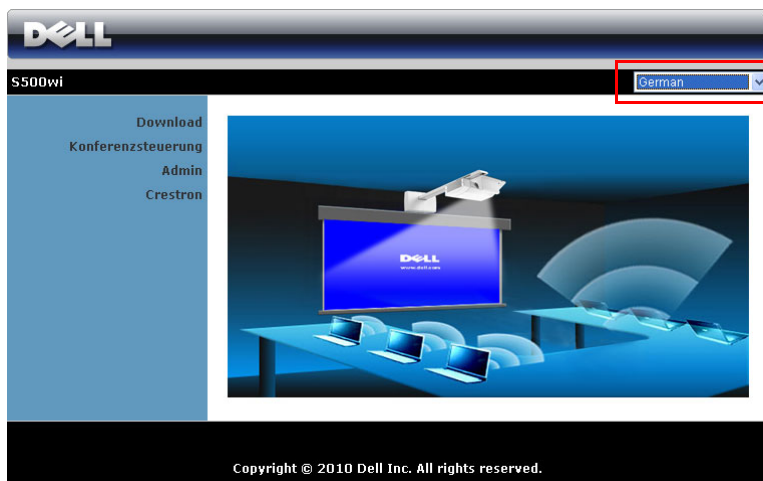 DELL
S500wi
German
Download
Konferenzsteuerung
Admin
Crestron
DELL
www.dell.com
Copyright © 2010 Dell Inc. All rights reserved.